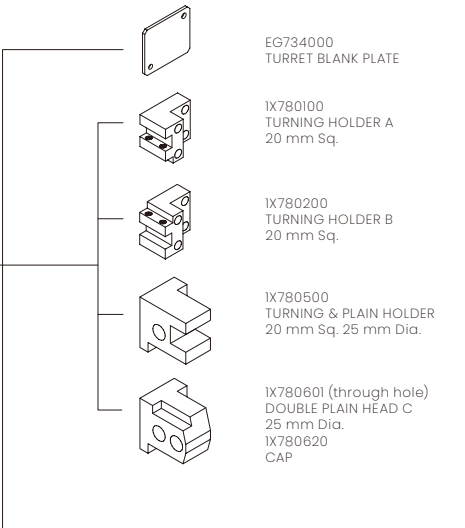 EG734000
TURRET BLANK PLATE
1X780100
TURNING HOLDER A
20 mm Sq.
1X780200
TURNING HOLDER B
20 mm Sq.
1X780500
TURNING & PLAIN HOLDER
20 mm Sq. 25 mm Dia.
1X780601 (through hole)
DOUBLE PLAIN HEAD C
25 mm Dia.
1X780620
CAP